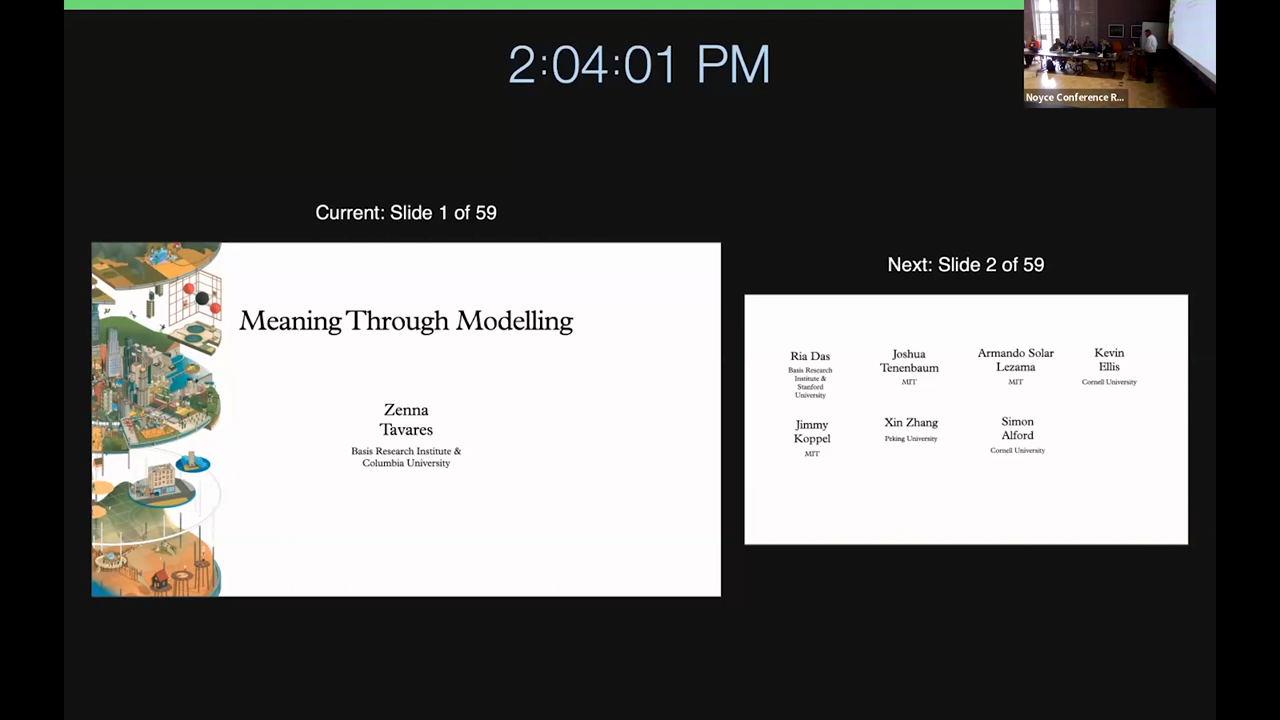 2:04:01 PM
Noyce Conference R...
Current: Slide 1 of 59
Meaning Through Modelling
Zenna
Tavares
Basis Research Institute &
Columbia University
Next: Slide 2 of 59
Ria Das
Basis Research
Institute &
Stanford
University
Joshua
Tenenbaum
MIT
Armando Solar
Lezama
MIT
Kevin
Ellis
Cornell University
Jimmy
Koppel
MIT
Xin Zhang
Peking University
Simon
Alford
Cornell University